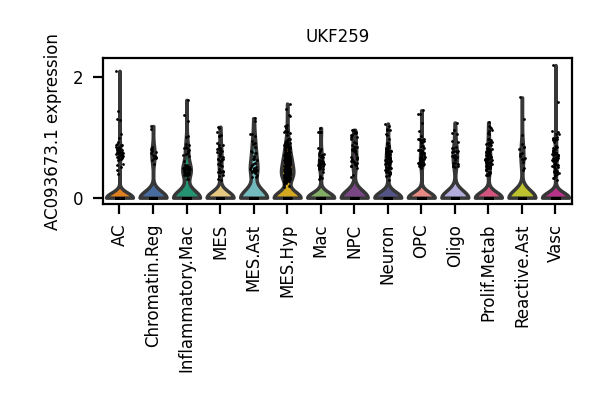 UKF259
AC093673.1 expression
2
0
AC
Chromatin.Reg
Inflammatory.Mac
MES
MES.Ast
MES.Hyp
Mac
NPC
Neuron
OPC
Oligo
Prolif.Metab
Reactive.Ast
Vasc